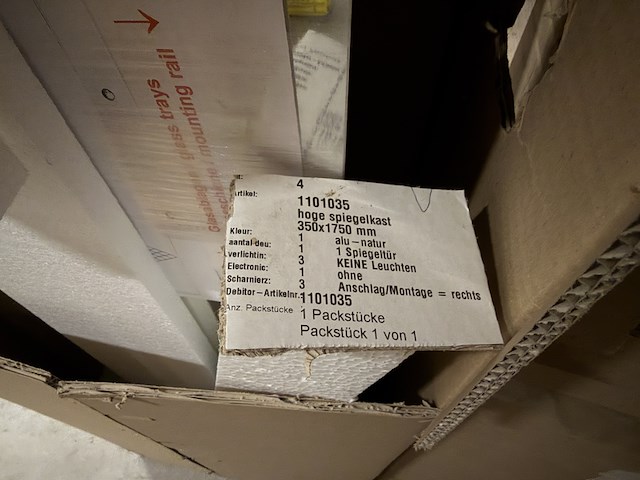 glass trays
mounting rail
4
Artikel: 1101035
hoge spiegelkast
350x1750 mm
Kleur: 1 alu-natur
aantal deu: 1 1 Spiegeltür
verlichtin: 3 KEINE Leuchten
Electronic: 1 ohne
Scharnierz: 3 Anschlag/Montage = rechts
Debitor-Artikelnr. 1101035
Anz. Packstücke 1 Packstücke
Packstück 1 von 1